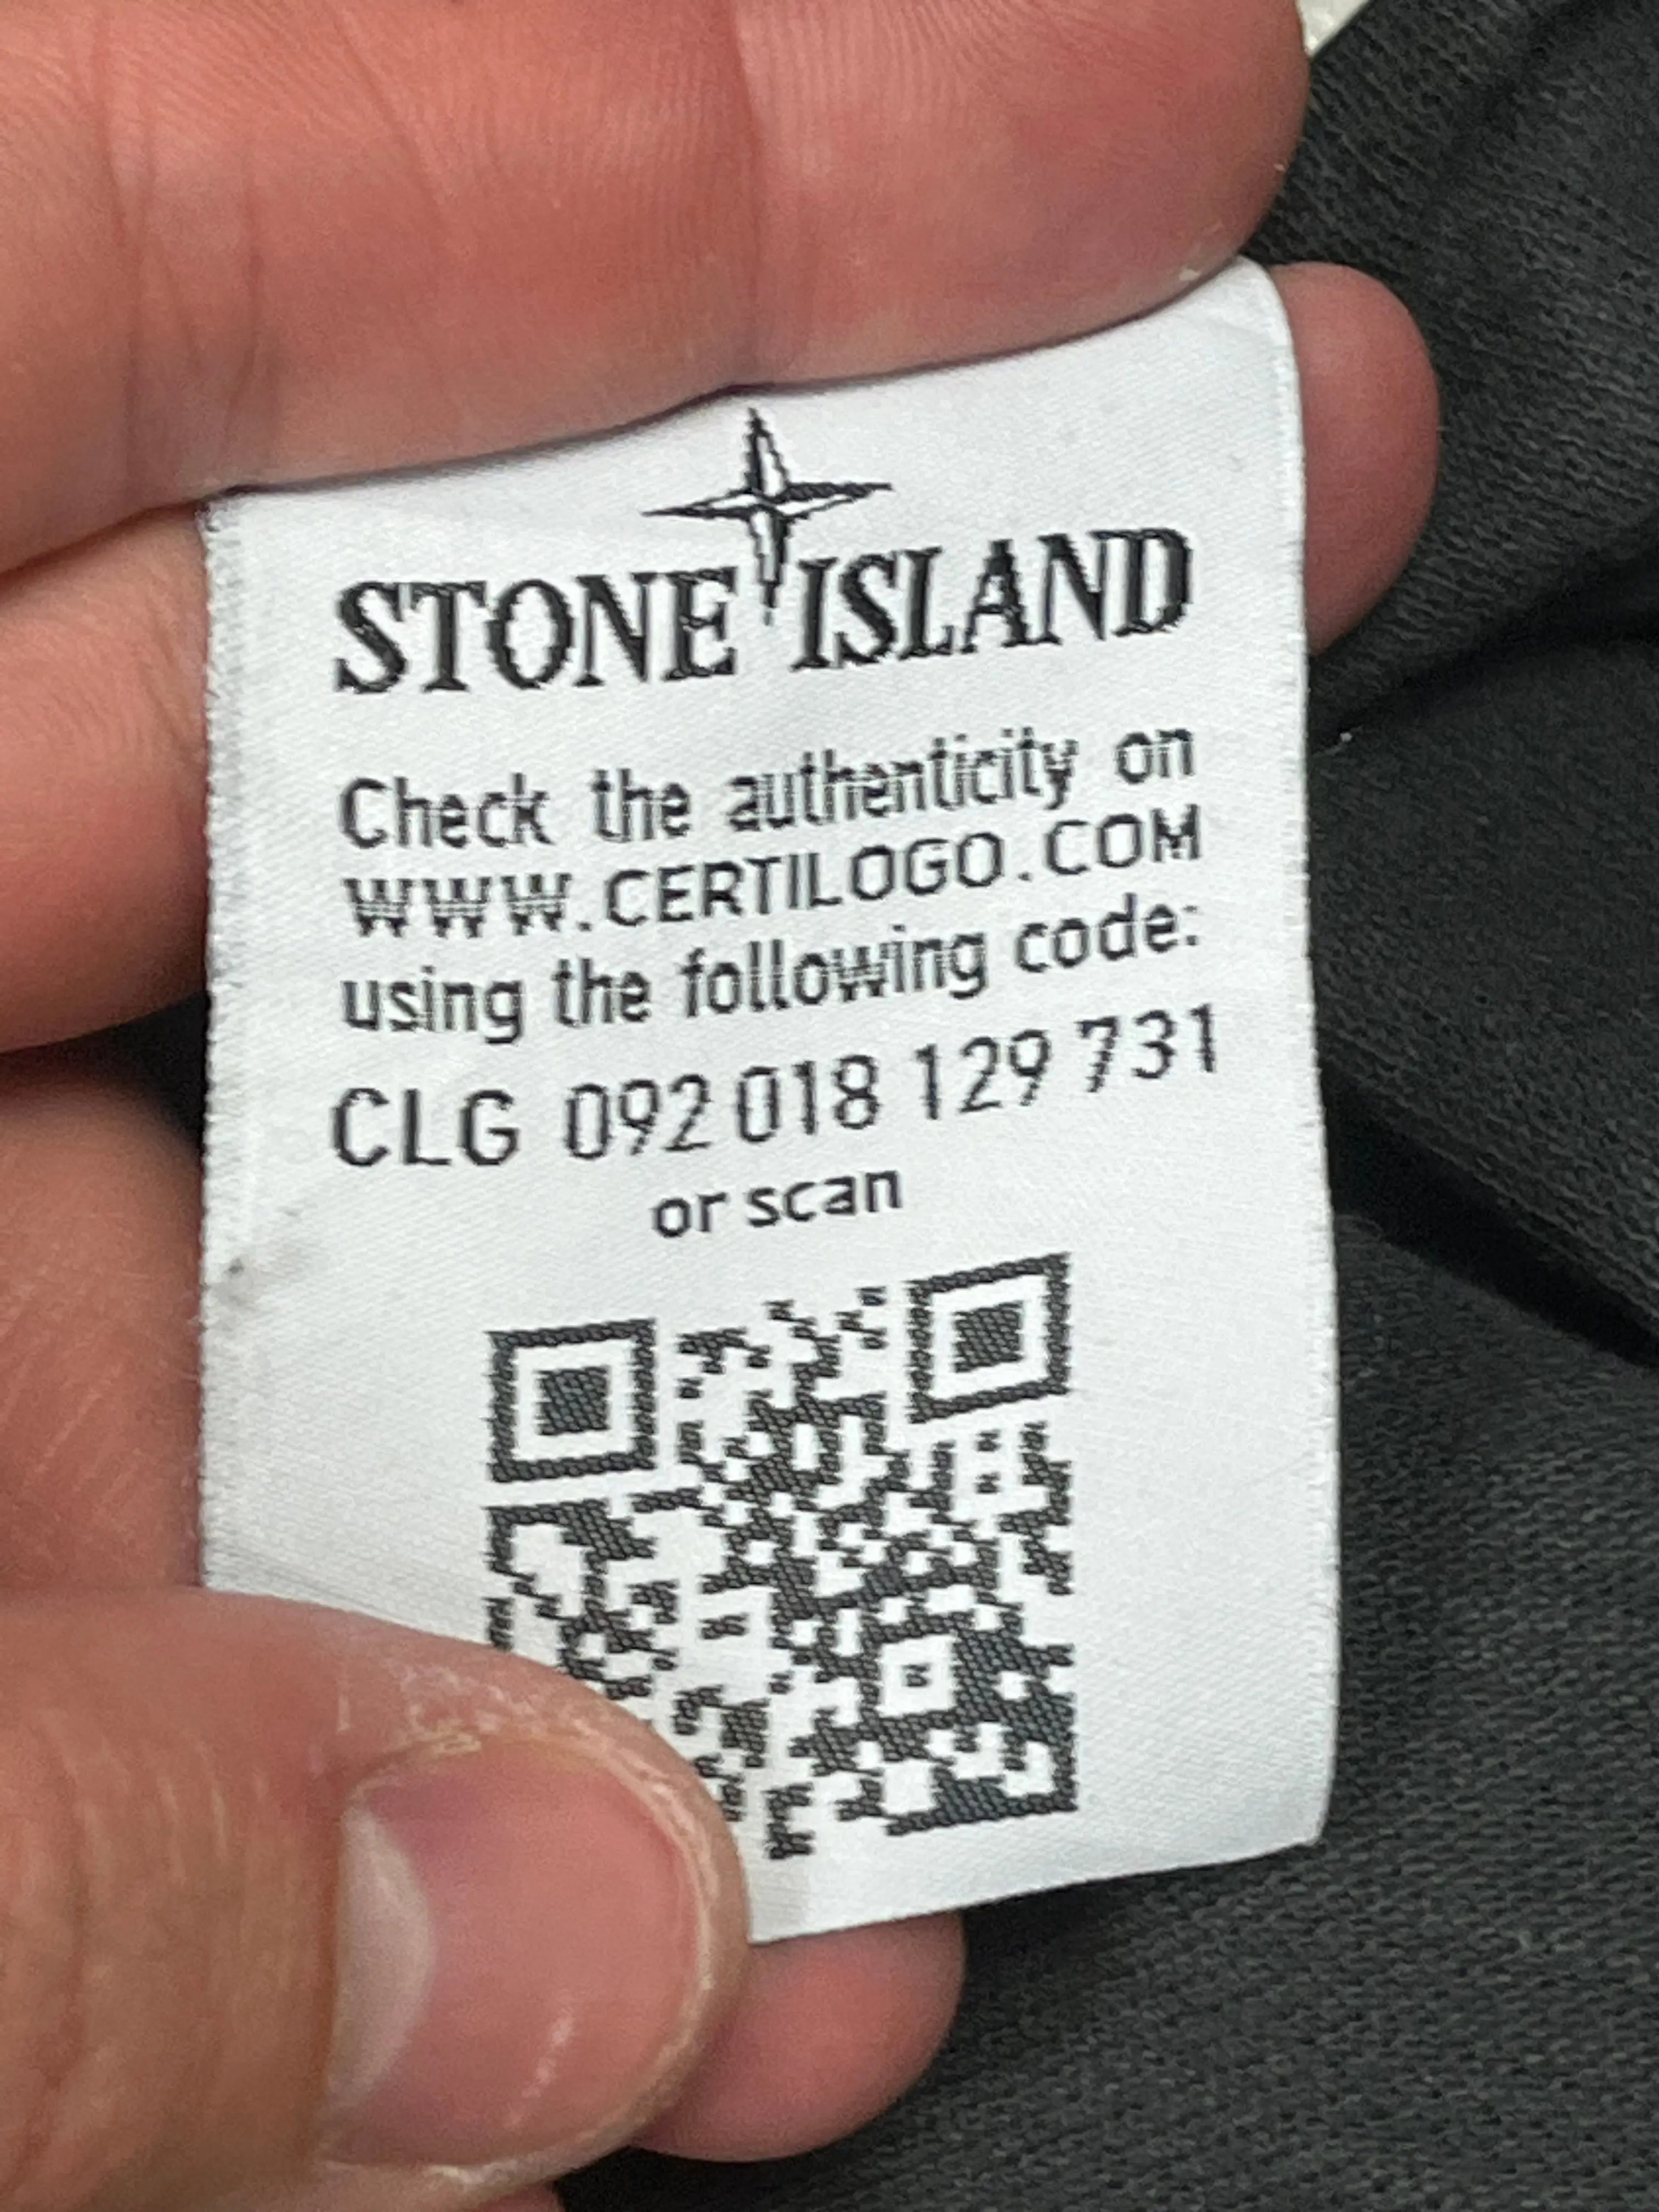 STONE ISLAND
Check the authenticity on
WWW.CERTILOGO.COM
using the following code:
CLG 092 018 129 731
or scan